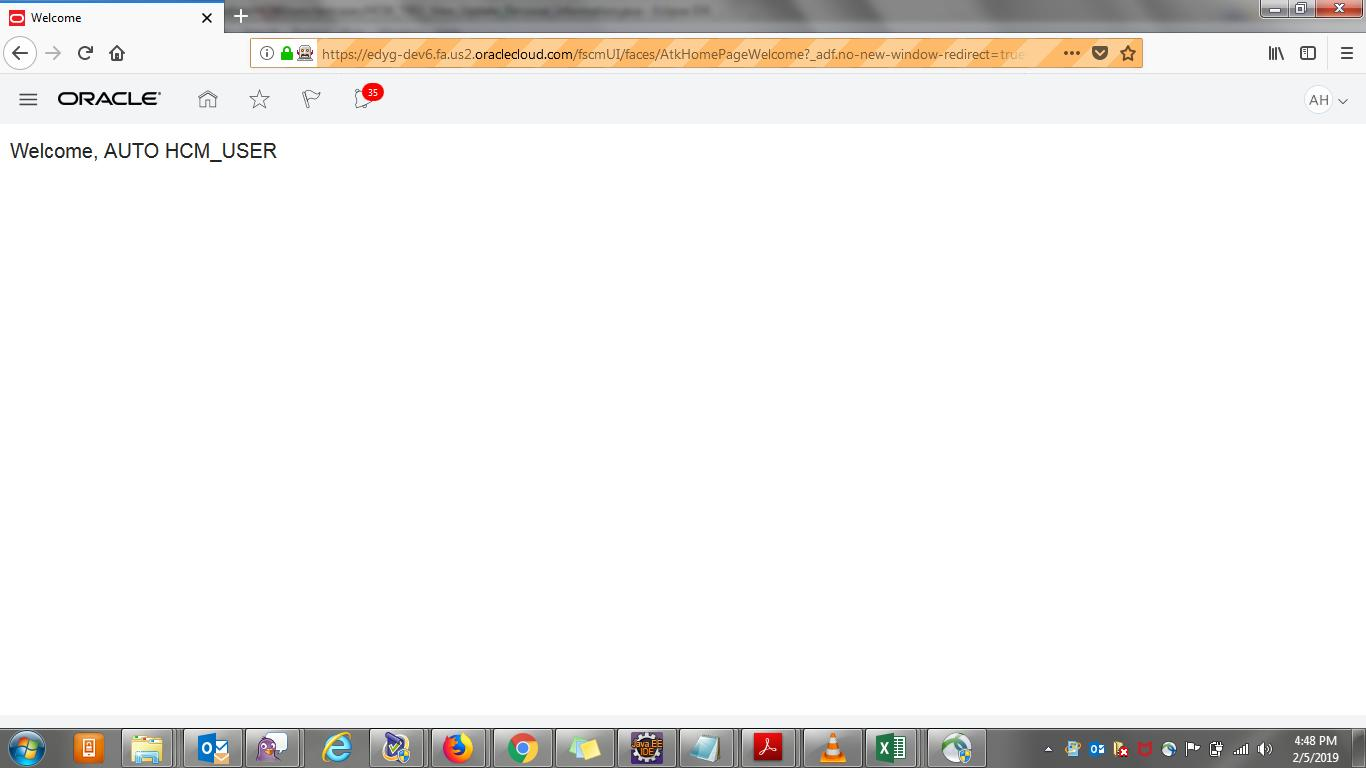 Welcome
https://edyg-dev6.fa.us2.oraclecloud.com/fscmUI/faces/AtkHomePageWelcome?_adf.no-new-window-redirect=true
ORACLE
35
AH
Welcome, AUTO HCM_USER
Java EE
IDE
4:48 PM
2/5/2019